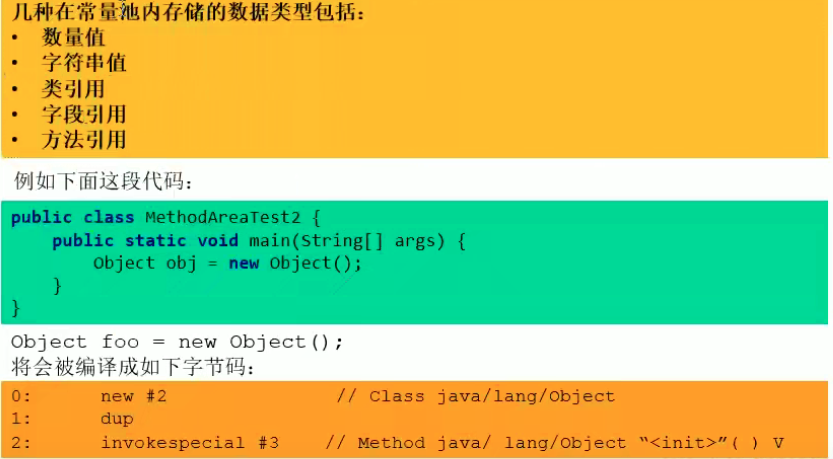 几种在常量池内存储的数据类型包括：
• 数量值
• 字符串值
• 类引用
• 字段引用
• 方法引用
例如下面这段代码：
public class MethodAreaTest2 {
    public static void main(String[] args) {
        Object obj = new Object();
    }
}
Object foo = new Object();
将会被编译成如下字节码：
0: new #2 // Class java/lang/Object
1: dup
2: invokespecial #3 // Method java/ lang/Object “<init>”( ) V